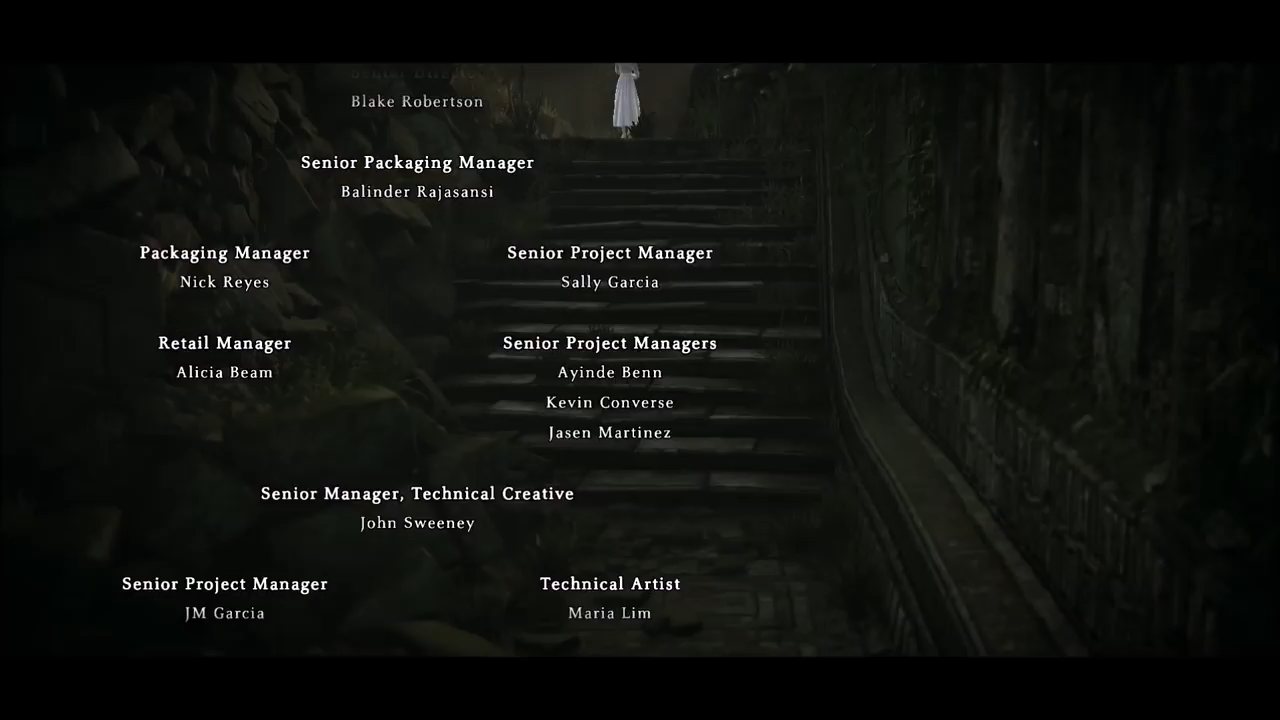 Blake Robertson
Senior Packaging Manager
Balinder Rajasansi
Packaging Manager
Nick Reyes
Senior Project Manager
Sally Garcia
Retail Manager
Alicia Beam
Senior Project Managers
Ayinde Benn
Kevin Converse
Jasen Martinez
Senior Manager, Technical Creative
John Sweeney
Senior Project Manager
JM Garcia
Technical Artist
Maria Lim